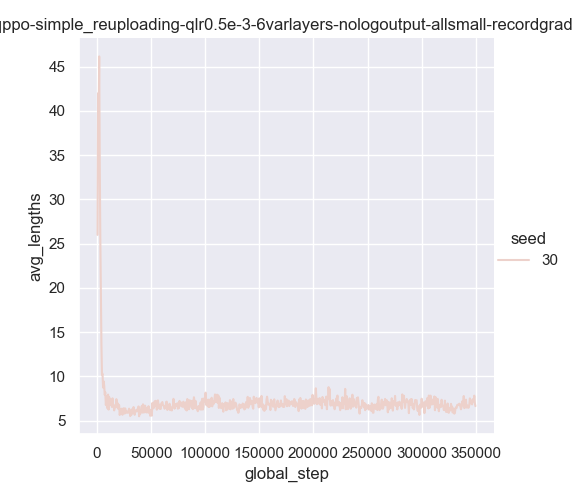 qppo-simple_reuploading-qlr0.5e-3-6varlayers-nologoutput-allsmall-recordgrad
45
40
35
30
25
20
15
10
5
avg_lengths
0 50000 100000 150000 200000 250000 300000 350000
global_step
seed
30